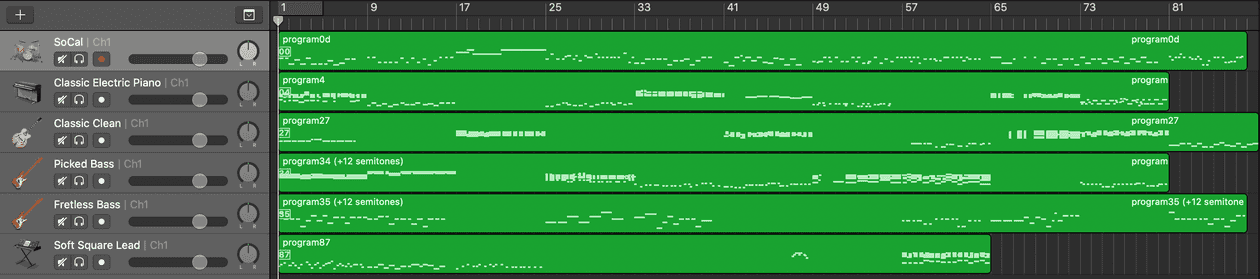 1 9 17 25 33 41 49 57 65 73 81
SoCal | Ch1
program0d program0d
00
L R
Classic Electric Piano | Ch1
program4 program
04
L R
Classic Clean | Ch1
program27 program27
27
L R
Picked Bass | Ch1
program34 (+12 semitones) program
34
L R
Fretless Bass | Ch1
program35 (+12 semitones) program35 (+12 semitone
35
L R
Soft Square Lead | Ch1
program87
87
L R